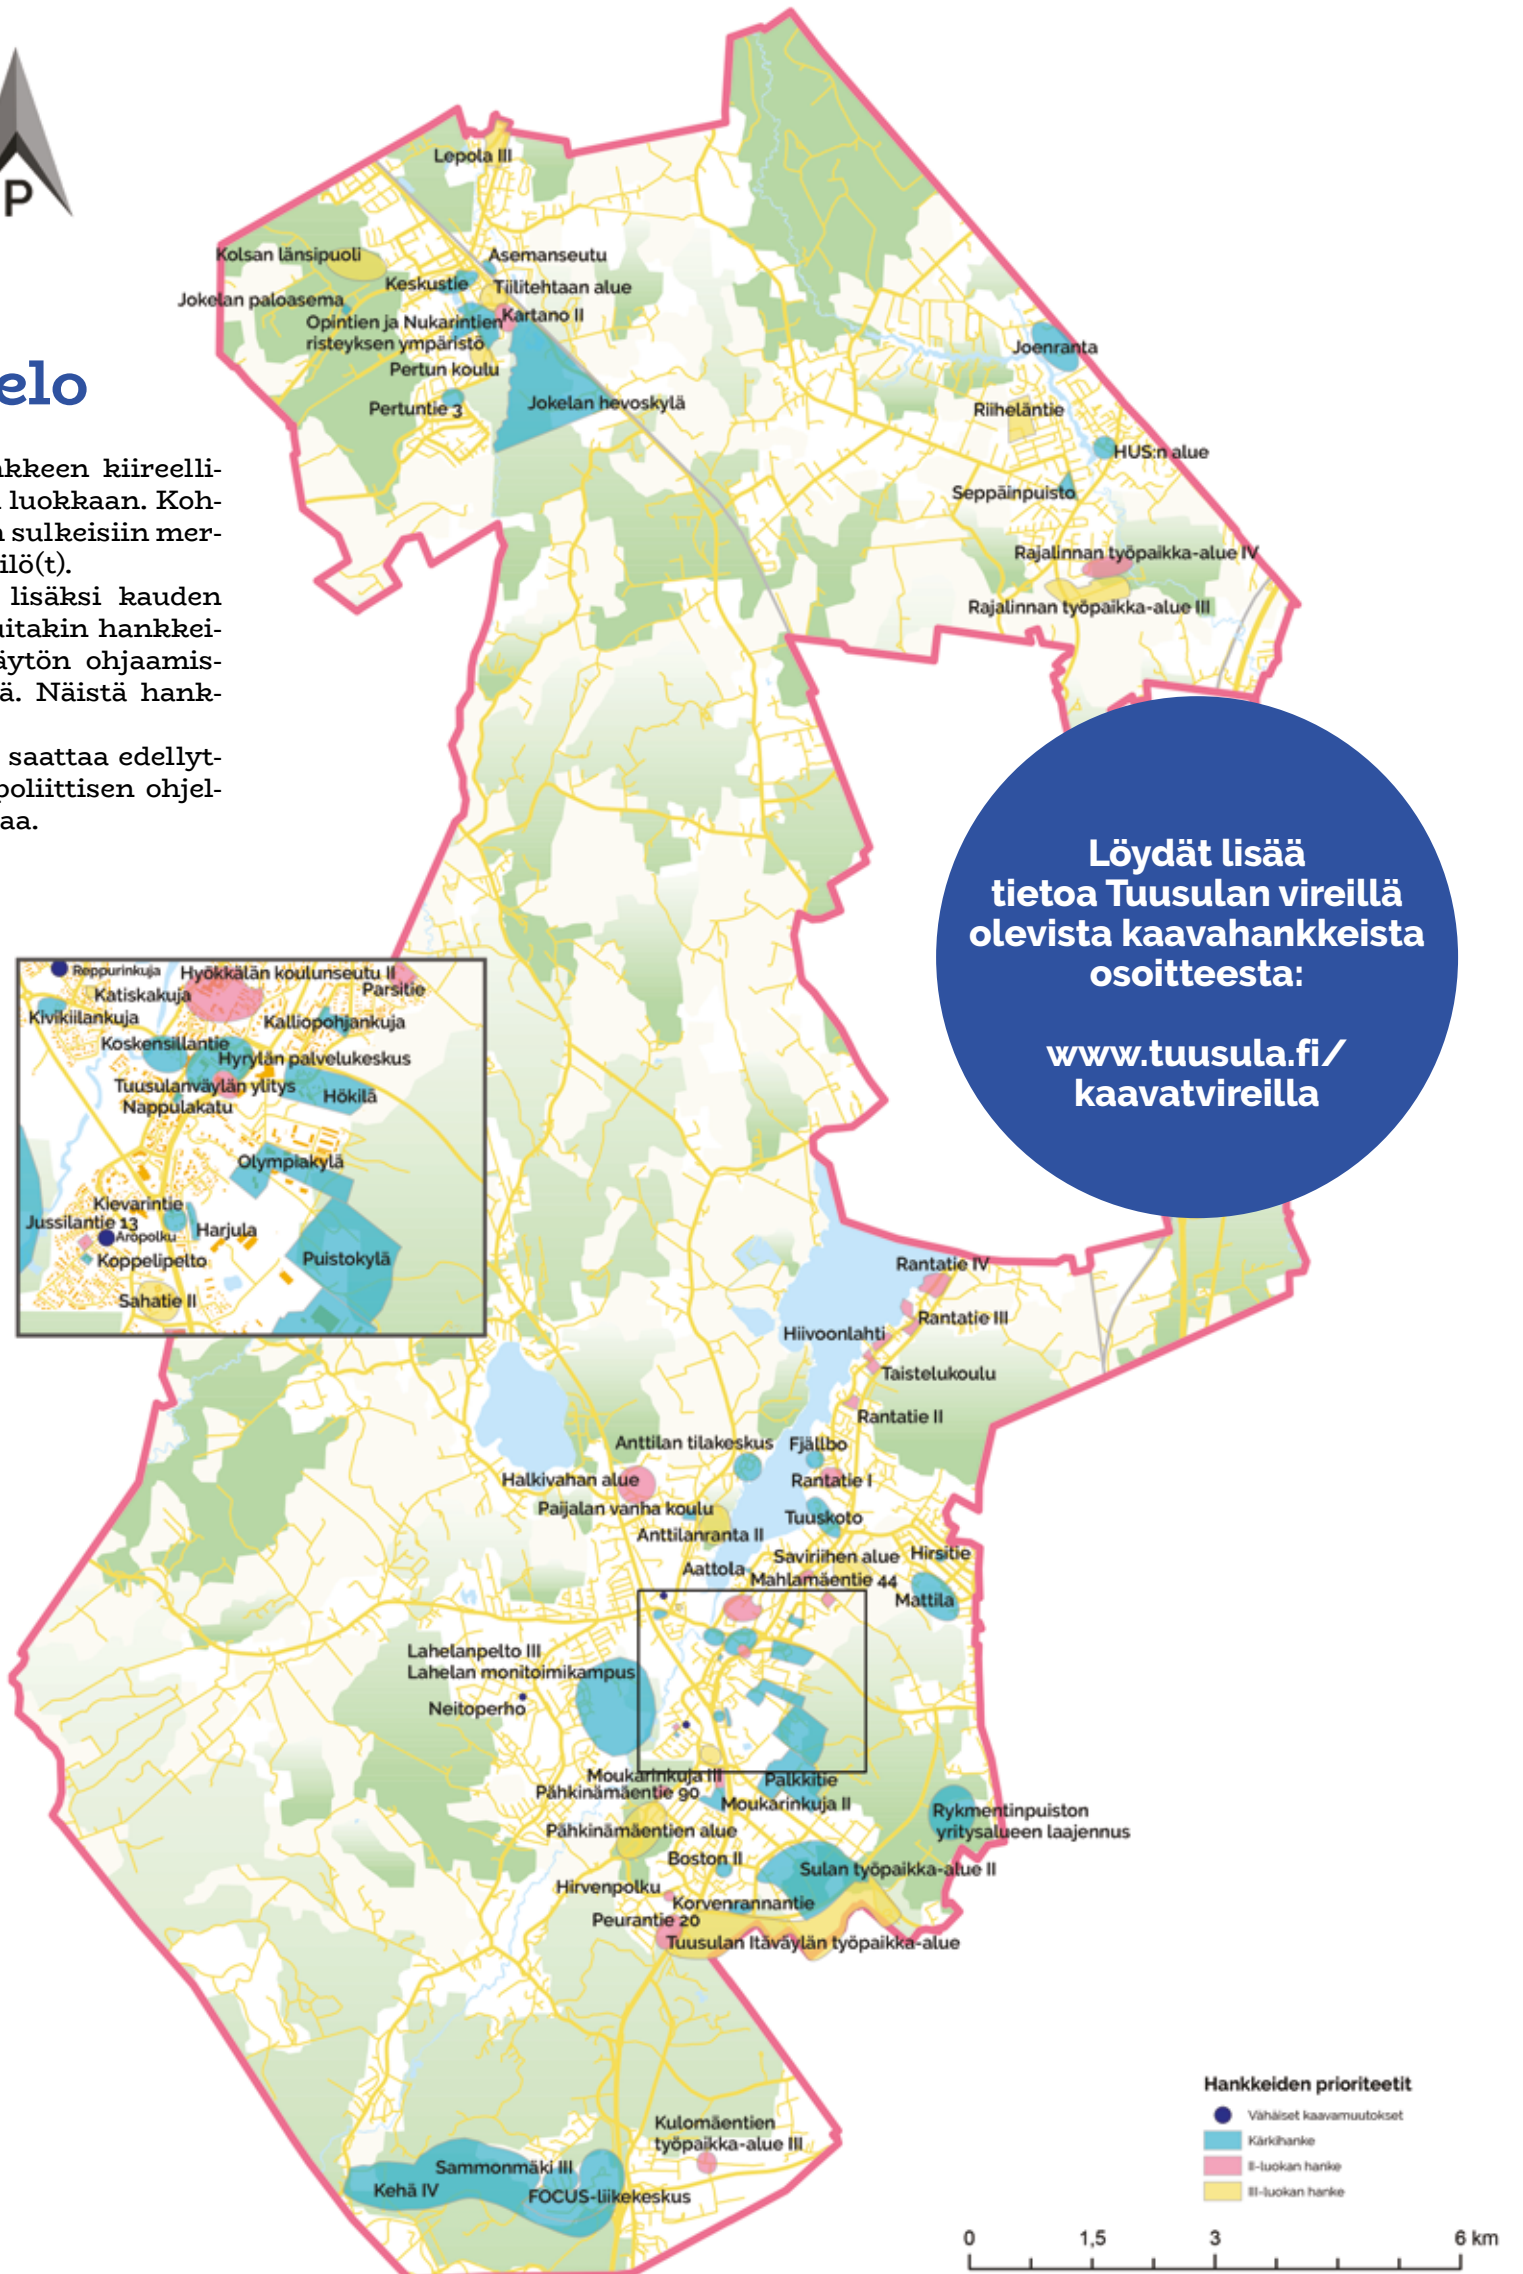 P
elo
nkkeen kiireelli-
luokkaan. Koh-
n sulkeisiin mer-
ilö(t).
lisäksi kauden
uitakin hankkei-
äytön ohjaamis-
ä. Näistä hank-
saattaa edellyt-
poliittisen ohjel-
aa.
Lepola III
Kolsan länsipuoli
Asemanseutu
Keskustie
Tiilitehtaan alue
Jokelan paloasema
Kartano II
Opintien ja Nukarintien
risteyksen ympäristö
Pertun koulu
Pertuntie 3
Jokelan hevoskylä
Joenranta
Riiheläntie
HUS:n alue
Seppäinpuisto
Rajalinnan työpaikka-alue IV
Rajalinnan työpaikka-alue III
Löydät lisää
tietoa Tuusulan vireillä
olevista kaavahankkeista
osoitteesta:
www.tuusula.fi/
kaavatvireilla
Reppurinkuja
Hyökkälän koulunseutu II
Katiskakuja
Parsitie
Kivikiilankuja
Kalliopohjankuja
Koskensillantie
Hyrylän palvelukeskus
Tuusulanväylän ylitys
Hökilä
Nappulakatu
Olympiakylä
Kievarintie
Jussilantie 13
Aropolku
Harjula
Koppelipelto
Puistokylä
Sahatie II
Rantatie IV
Rantatie III
Hiivoonlahti
Taistelukoulu
Rantatie II
Anttilan tilakeskus
Fjällbo
Halkivahan alue
Rantatie I
Paijalan vanha koulu
Tuuskoto
Anttilanranta II
Saviriihen alue
Hirsitie
Aattola
Mahlamäentie 44
Mattila
Lahelanpelto III
Lahelan monitoimikampus
Neitoperho
Moukarinkuja III
Palkkitie
Pähkinämäentie 90
Moukarinkuja II
Rykmentinpuiston
yritysalueen laajennus
Pähkinämäentien alue
Boston II
Sulan työpaikka-alue II
Hirvenpolku
Korvenrannantie
Peurantie 20
Tuusulan Itäväylän työpaikka-alue
Kulomäentien
työpaikka-alue III
Sammonmäki III
Kehä IV
FOCUS-liikekeskus
Hankkeiden prioriteetit
Vähäiset kaavamuutokset
Kärkihanke
II-luokan hanke
III-luokan hanke
0 1,5 3 6 km